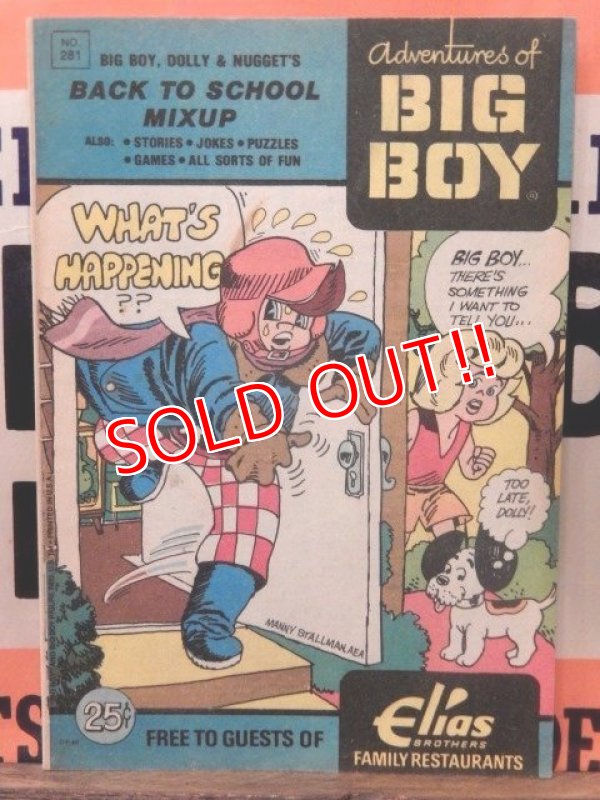 NO.
281
BIG BOY, DOLLY & NUGGET'S
BACK TO SCHOOL
MIXUP
ALSO: • STORIES • JOKES • PUZZLES
• GAMES • ALL SORTS OF FUN
Adventures of
BIG
BOY
WHAT'S
HAPPENING
??
BIG BOY...
THERE'S
SOMETHING
I WANT TO
TELL YOU...
SOLD OUT!!
TOO
LATE,
DOLLY!
PRINTED IN U.S.A.
MANNY STALLMAN, AEA
25¢
FREE TO GUESTS OF
Elias
BROTHERS
FAMILY RESTAURANTS